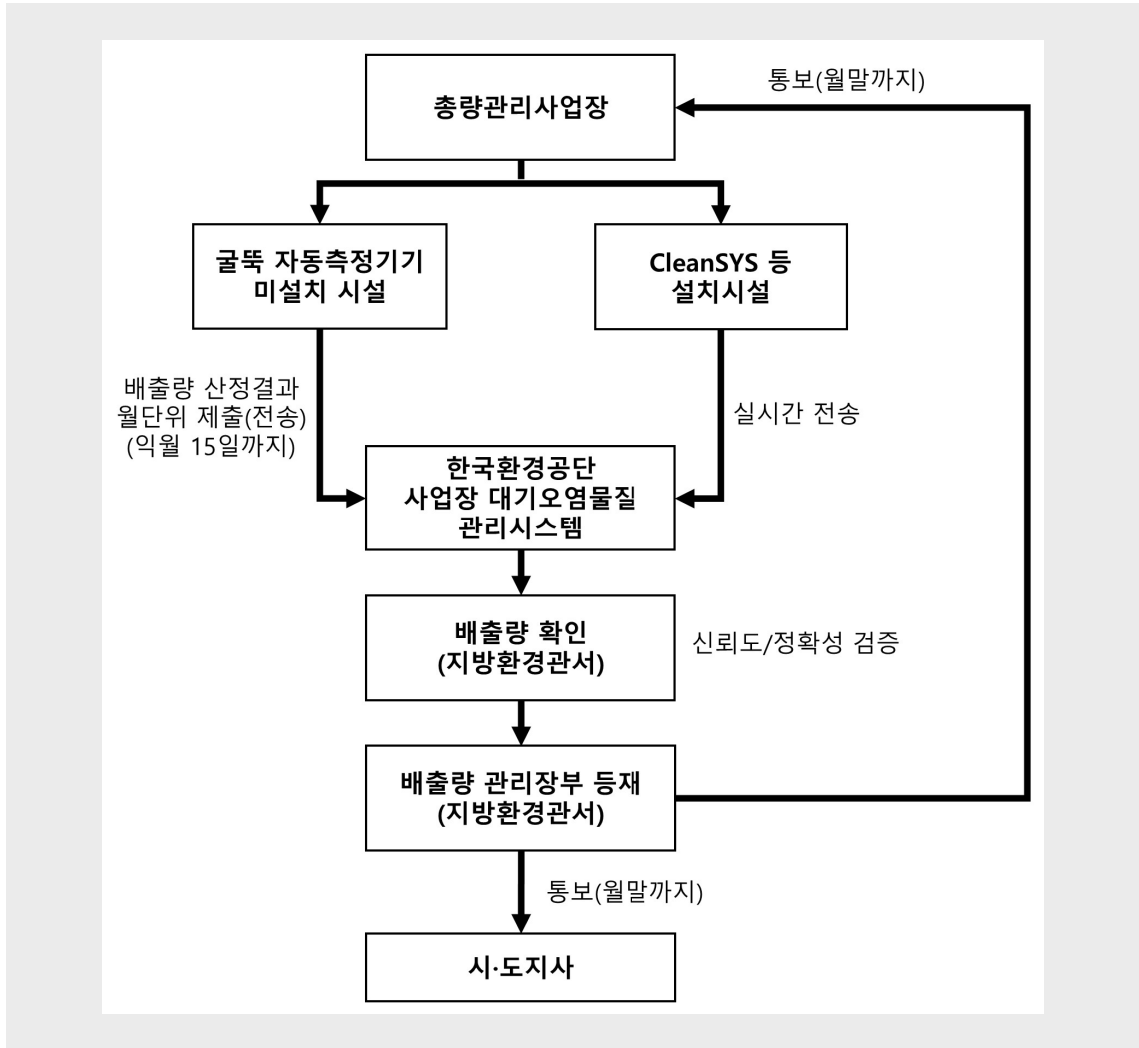 통보(월말까지)
총량관리사업장
굴뚝 자동측정기기
미설치 시설
CleanSYS 등
설치시설
배출량 산정결과
월단위 제출(전송)
(익월 15일까지)
실시간 전송
한국환경공단
사업장 대기오염물질
관리시스템
배출량 확인
(지방환경관서)
신뢰도/정확성 검증
배출량 관리장부 등재
(지방환경관서)
통보(월말까지)
시·도지사